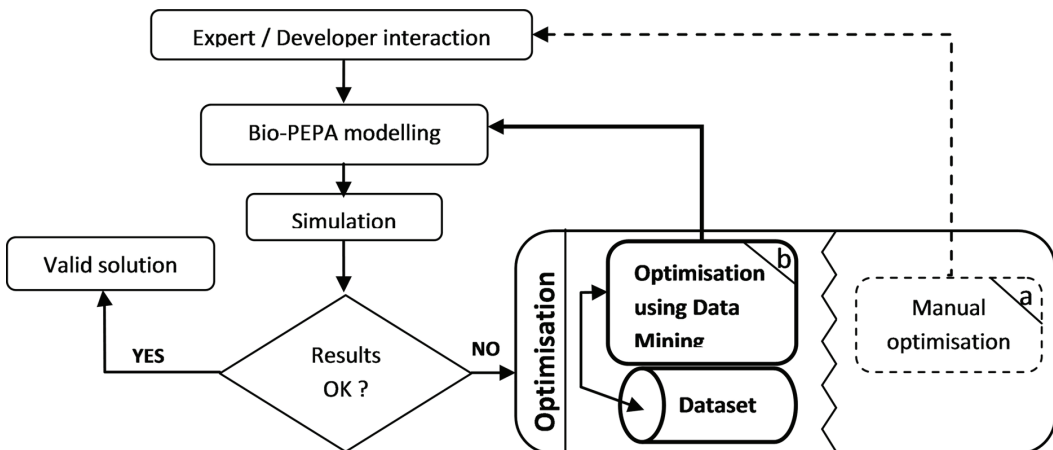 Expert / Developer interaction
Bio-PEPA modelling
Simulation
Valid solution
YES
Results
OK ?
NO
Optimisation
b
Optimisation
using Data
Mining
Dataset
a
Manual
optimisation